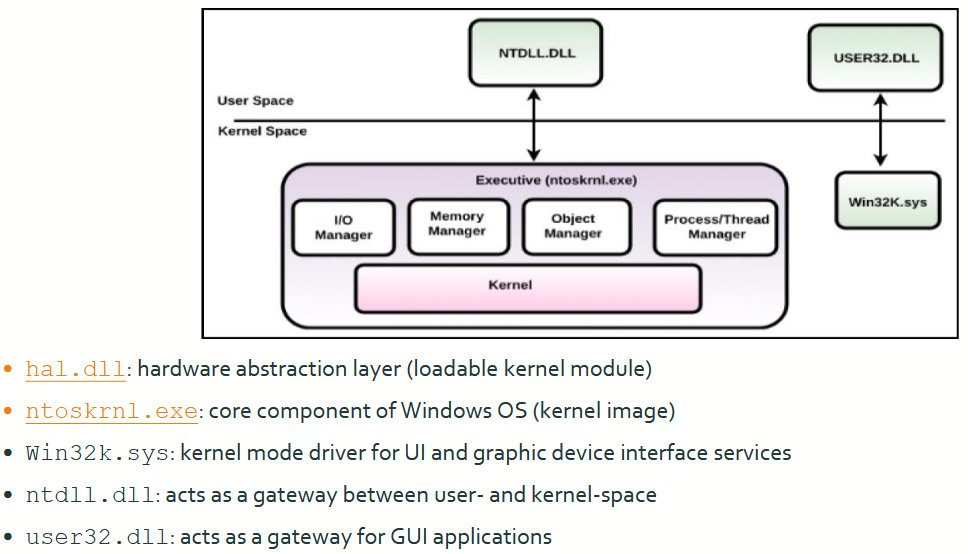 NTDLL.DLL
USER32.DLL
User Space
Kernel Space
Executive (ntoskrnl.exe)
I/O
Manager
Memory
Manager
Object
Manager
Process/Thread
Manager
Win32K.sys
Kernel
• hal.dll: hardware abstraction layer (loadable kernel module)
• ntoskrnl.exe: core component of Windows OS (kernel image)
• Win32k.sys: kernel mode driver for UI and graphic device interface services
• ntdll.dll: acts as a gateway between user- and kernel-space
• user32.dll: acts as a gateway for GUI applications